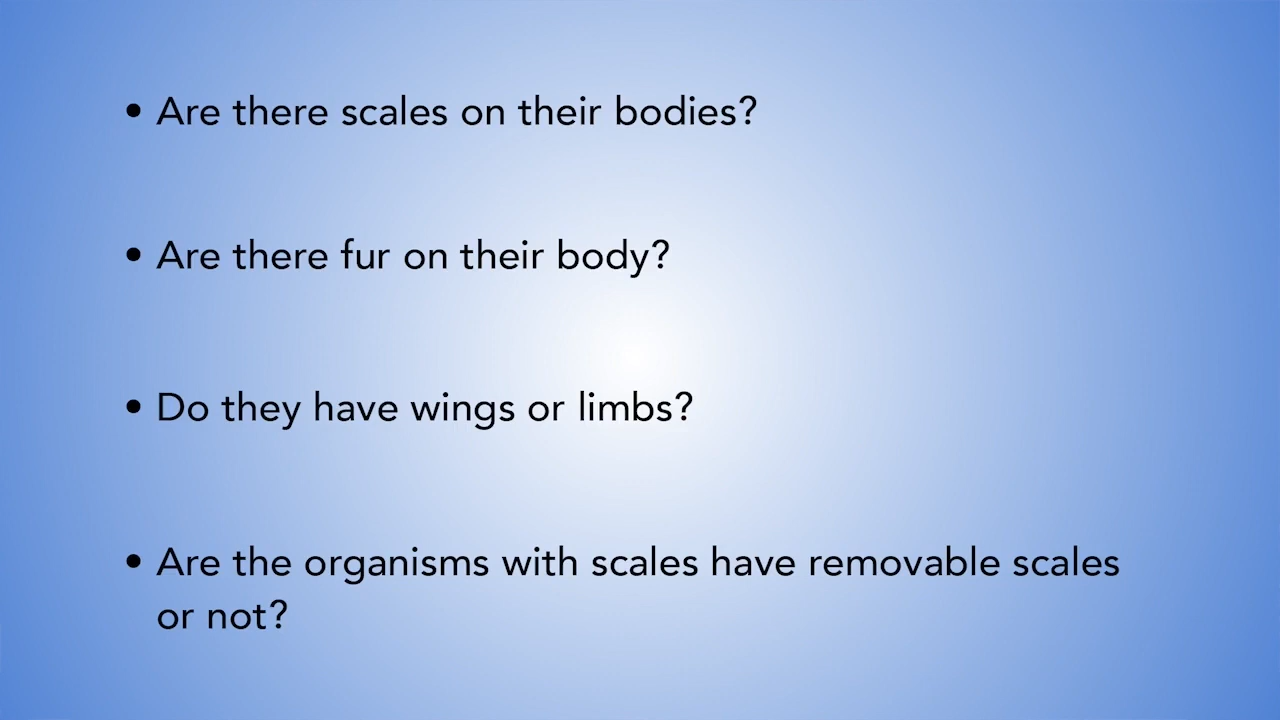 • Are there scales on their bodies?
• Are there fur on their body?
• Do they have wings or limbs?
• Are the organisms with scales have removable scales
or not?